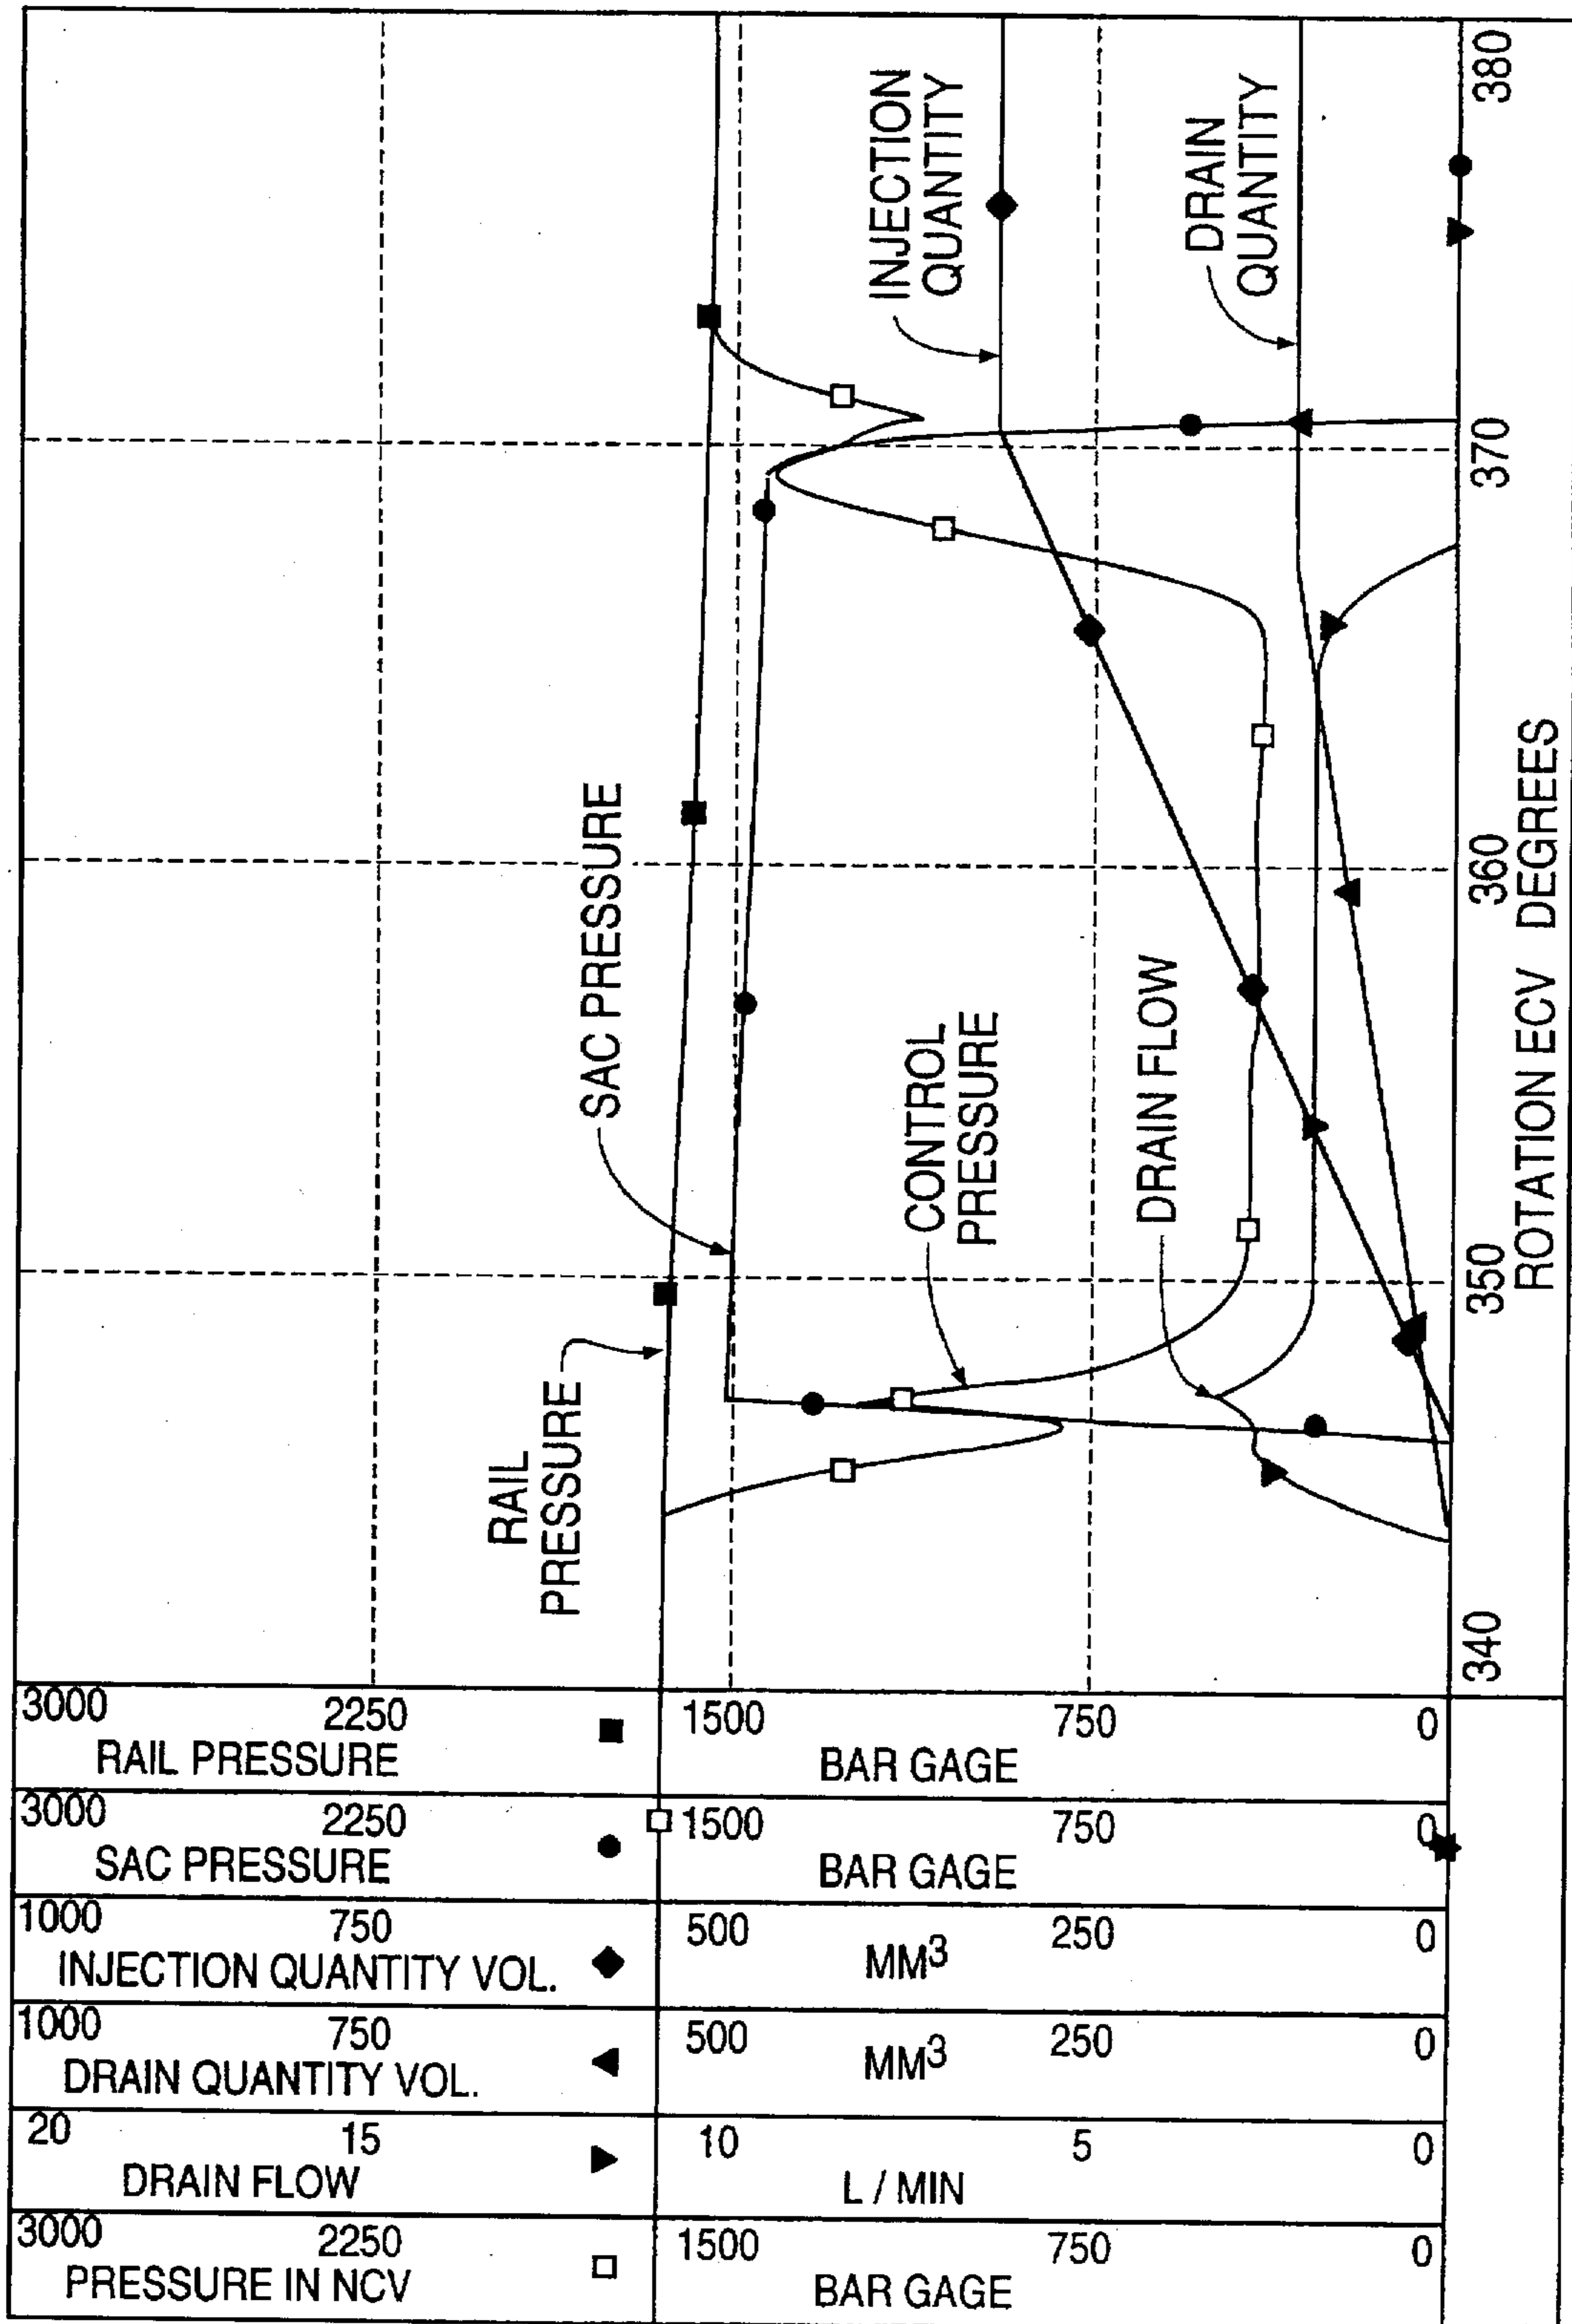 INJECTION
QUANTITY
DRAIN
QUANTITY
SAC PRESSURE
CONTROL
PRESSURE
DRAIN FLOW
RAIL
PRESSURE
340 350 360 370 380
ROTATION ECV DEGREES
3000 2250 1500 750 0
RAIL PRESSURE BAR GAGE
3000 2250 1500 750 0
SAC PRESSURE BAR GAGE
1000 750 500 250 0
INJECTION QUANTITY VOL. MM3
1000 750 500 250 0
DRAIN QUANTITY VOL. MM3
20 15 10 5 0
DRAIN FLOW L / MIN
3000 2250 1500 750 0
PRESSURE IN NCV BAR GAGE